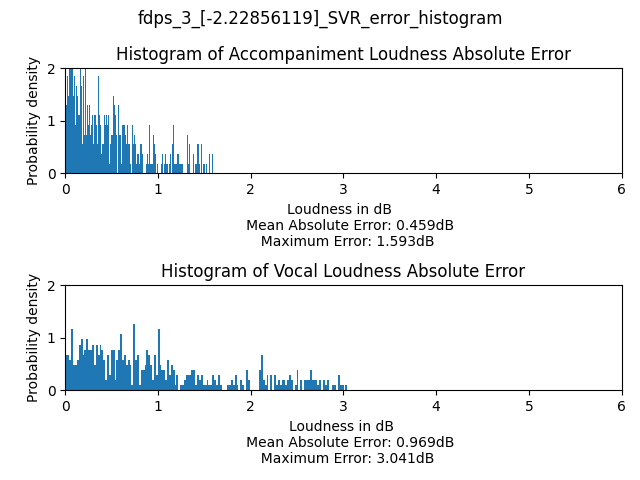 fdps_3_[-2.22856119]_SVR_error_histogram
Histogram of Accompaniment Loudness Absolute Error
Probability density
2
1
0
0 1 2 3 4 5 6
Loudness in dB
Mean Absolute Error: 0.459dB
Maximum Error: 1.593dB
Histogram of Vocal Loudness Absolute Error
Probability density
2
1
0
0 1 2 3 4 5 6
Loudness in dB
Mean Absolute Error: 0.969dB
Maximum Error: 3.041dB